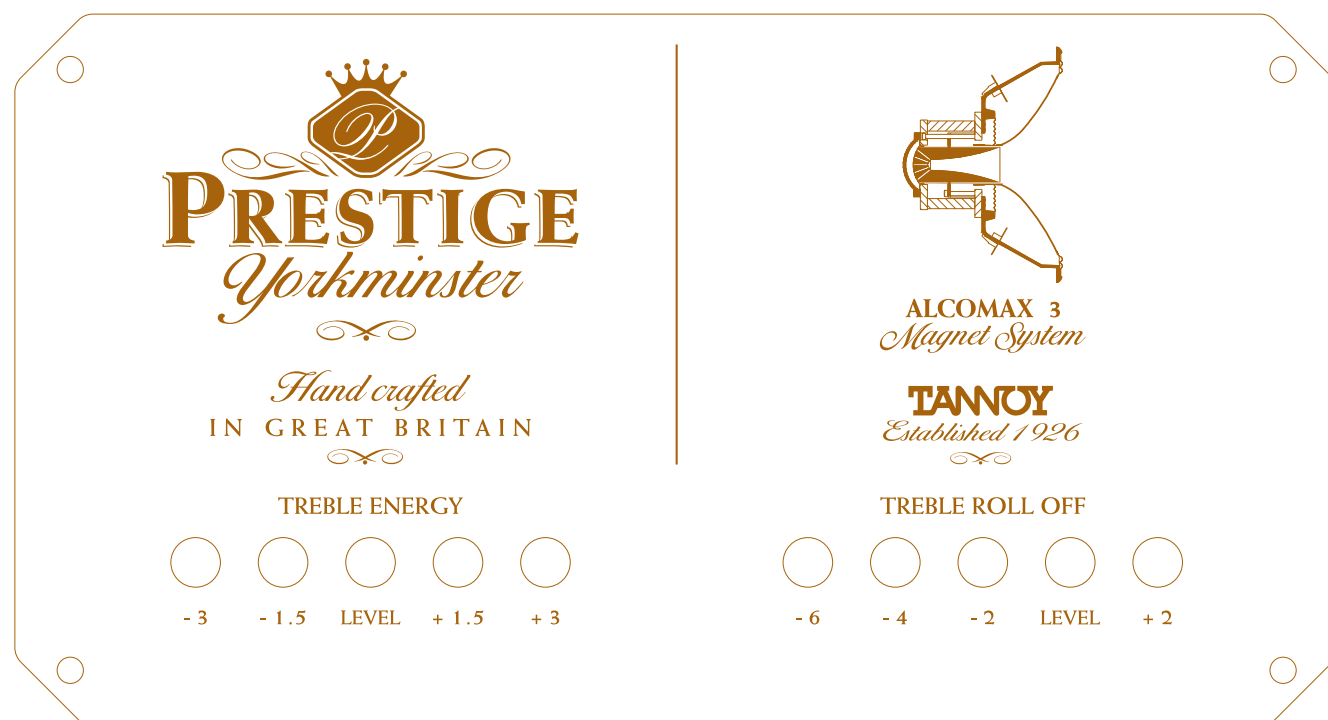 P
PRESTIGE
Yorkminster
Hand crafted
IN GREAT BRITAIN
TREBLE ENERGY
- 3 - 1.5 LEVEL + 1.5 + 3
ALCOMAX 3
Magnet System
TANNOY
Established 1926
TREBLE ROLL OFF
- 6 - 4 - 2 LEVEL + 2